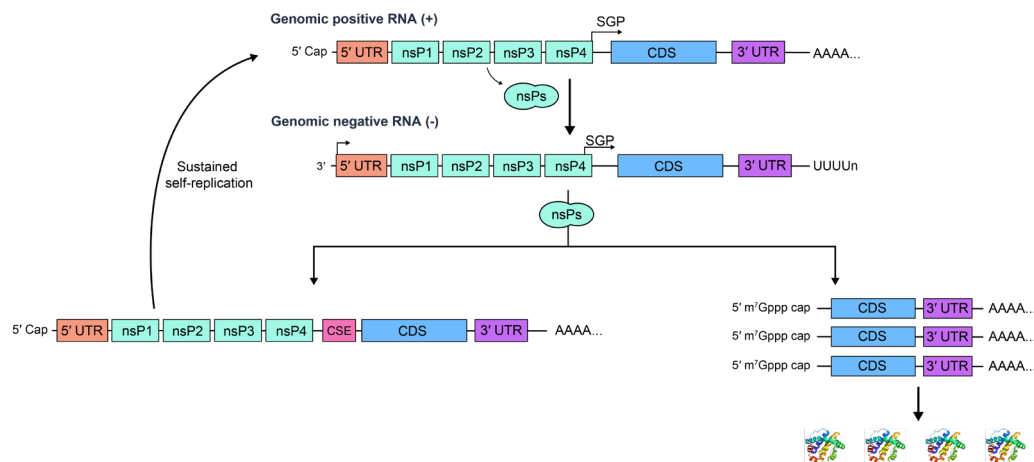 Genomic positive RNA (+)
SGP
5′ Cap 5′ UTR nsP1 nsP2 nsP3 nsP4 CDS 3′ UTR AAAA...
nsPs
Genomic negative RNA (-)
SGP
3′ 5′ UTR nsP1 nsP2 nsP3 nsP4 CDS 3′ UTR UUUUn
Sustained
self-replication
nsPs
5′ Cap 5′ UTR nsP1 nsP2 nsP3 nsP4 CSE CDS 3′ UTR AAAA...
5′ m⁷Gppp cap CDS 3′ UTR AAAA...
5′ m⁷Gppp cap CDS 3′ UTR AAAA...
5′ m⁷Gppp cap CDS 3′ UTR AAAA...